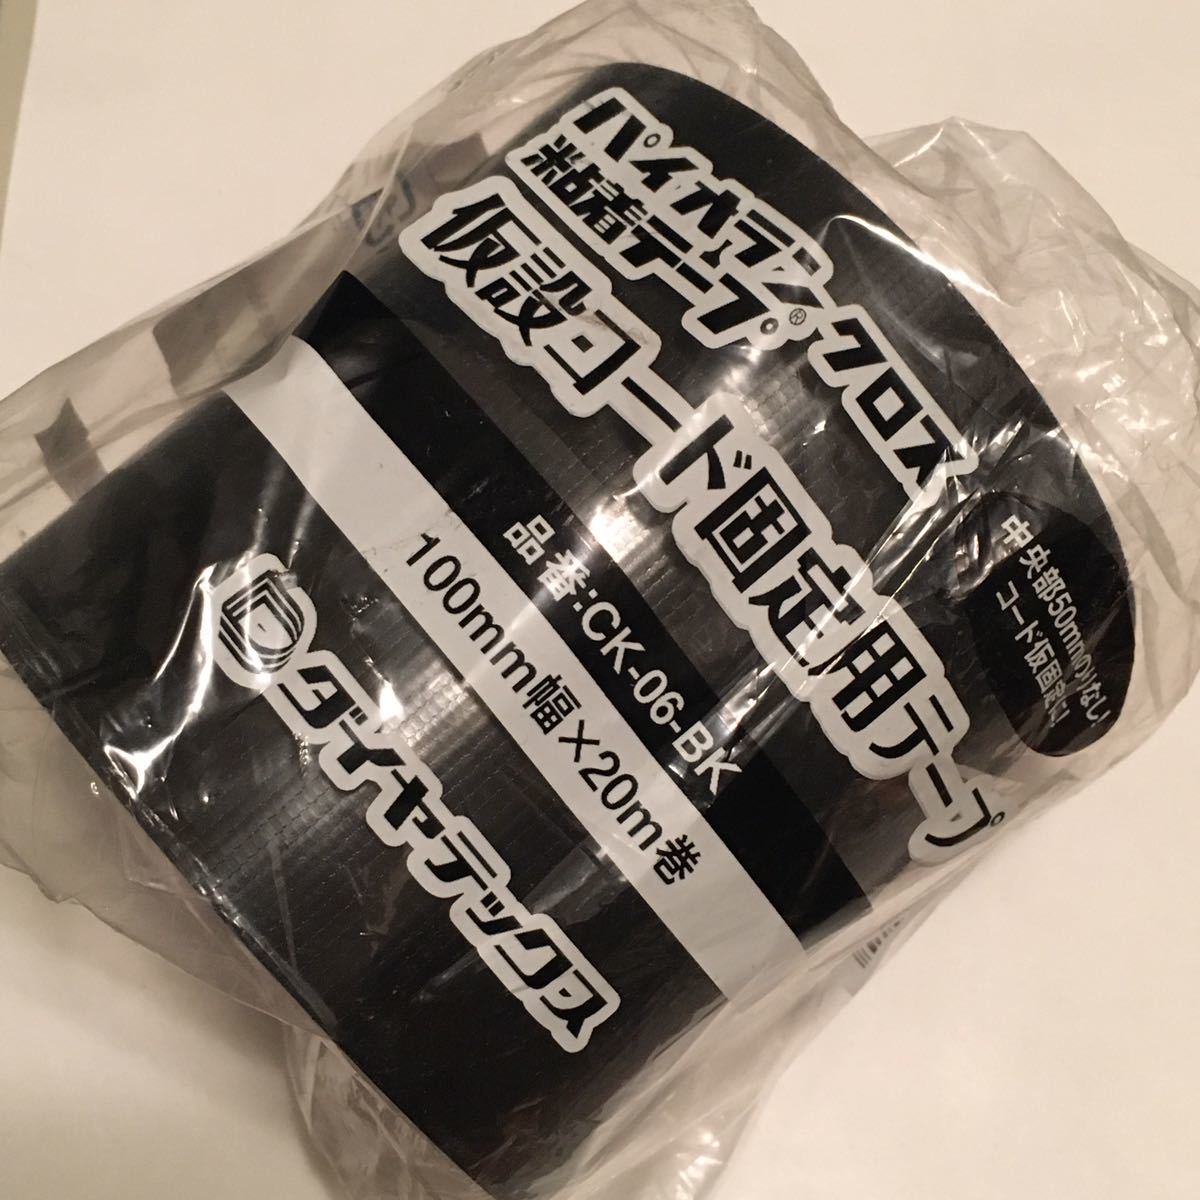 パイオラン®クロス
粘着テープ
仮設コード固定用テープ
中央部50mmのりなし
コード仮固定に!
品番:CK-06-BK
100mm幅×20m巻
ダイヤテックス